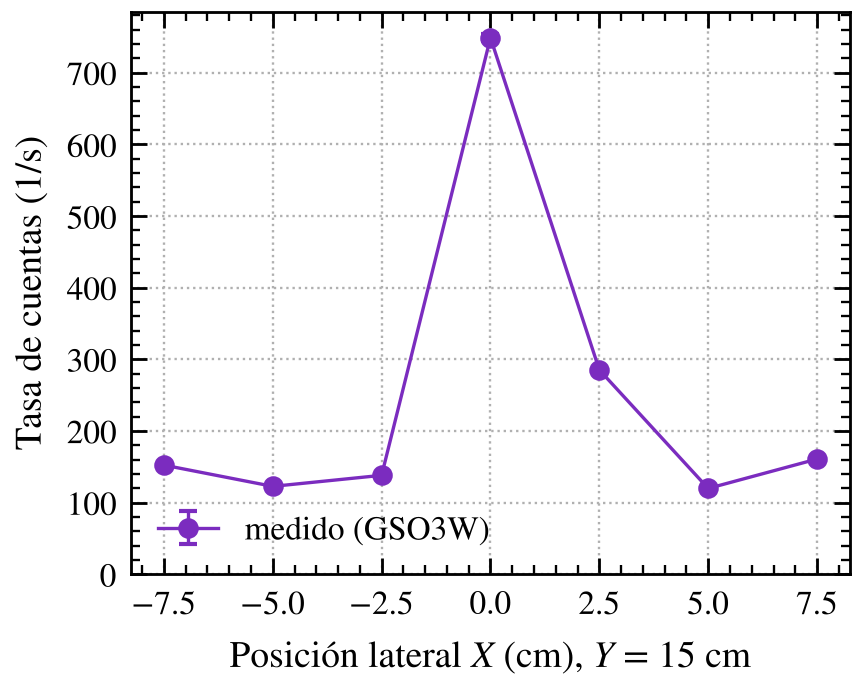 Tasa de cuentas (1/s)
700
600
500
400
300
200
100
0
medido (GSO3W)
−7.5 −5.0 −2.5 0.0 2.5 5.0 7.5
Posición lateral X (cm), Y = 15 cm